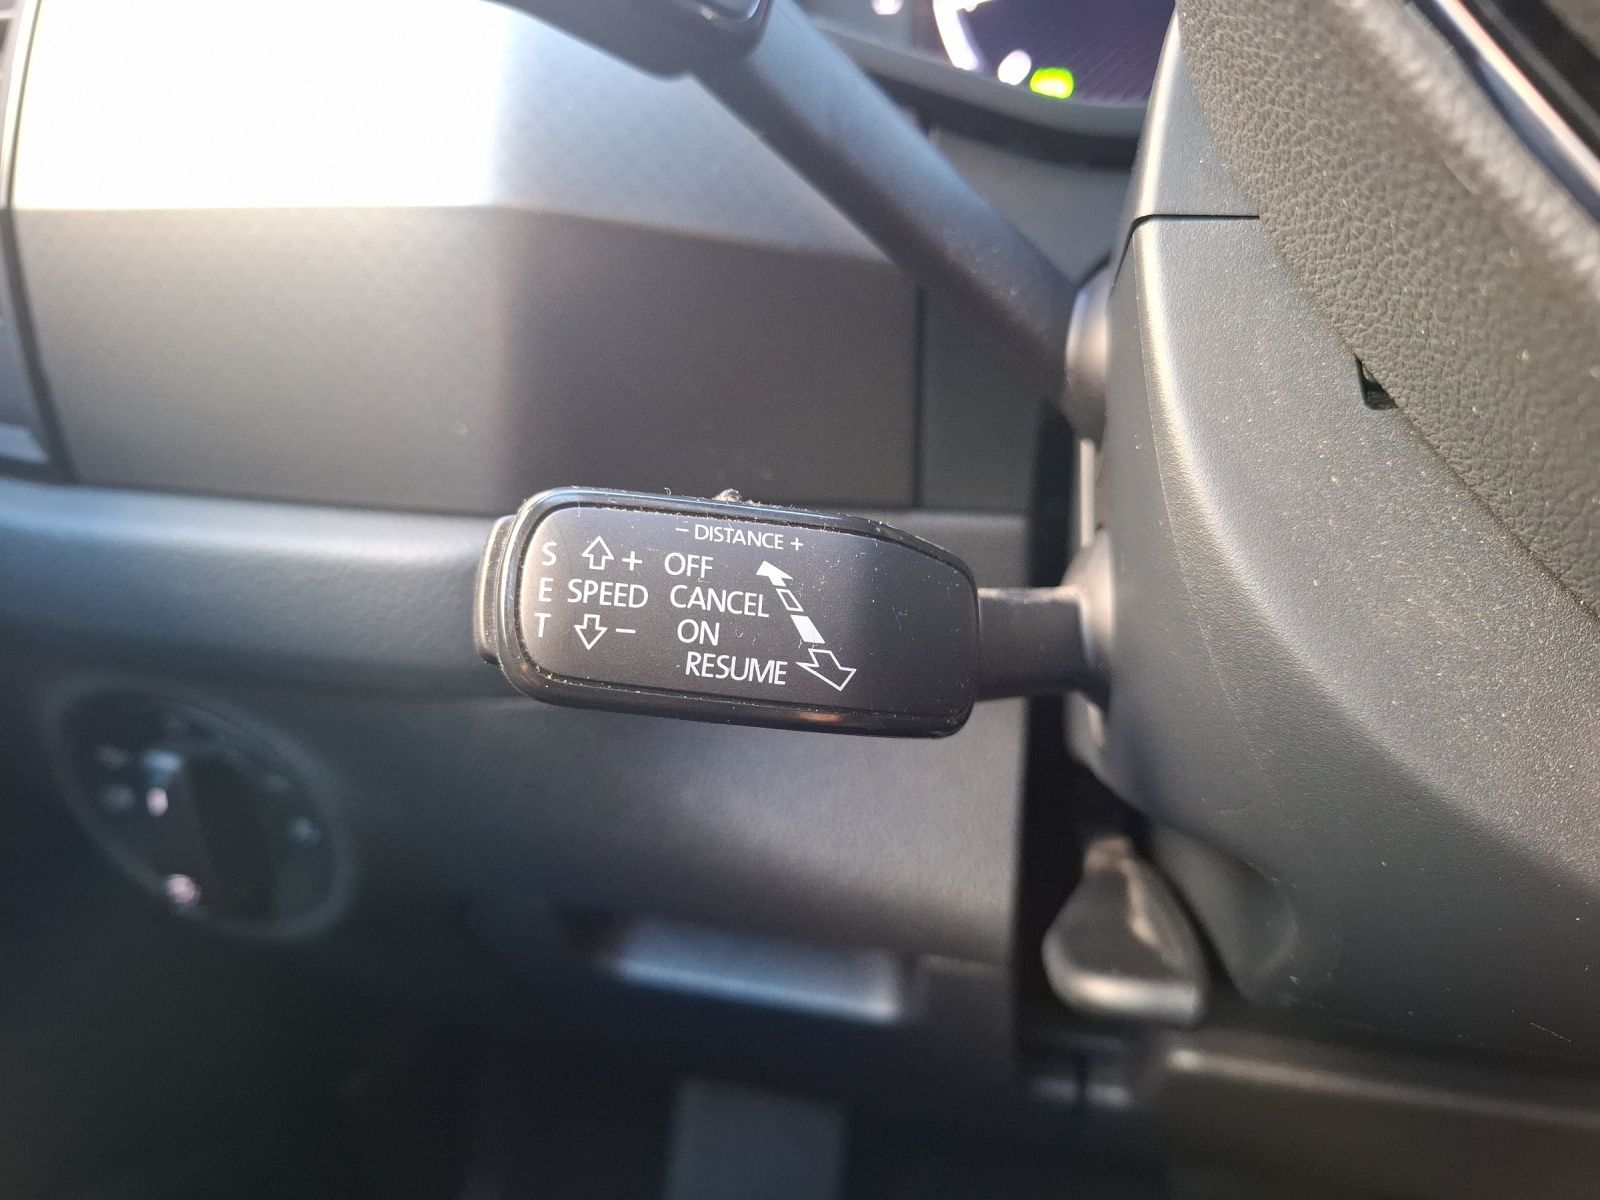 - DISTANCE +
S + OFF
E SPEED CANCEL
T - ON
RESUME